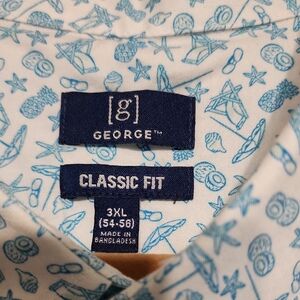 [g]
GEORGE™
CLASSIC FIT
3XL
(54-56)
MADE IN
BANGLADESH